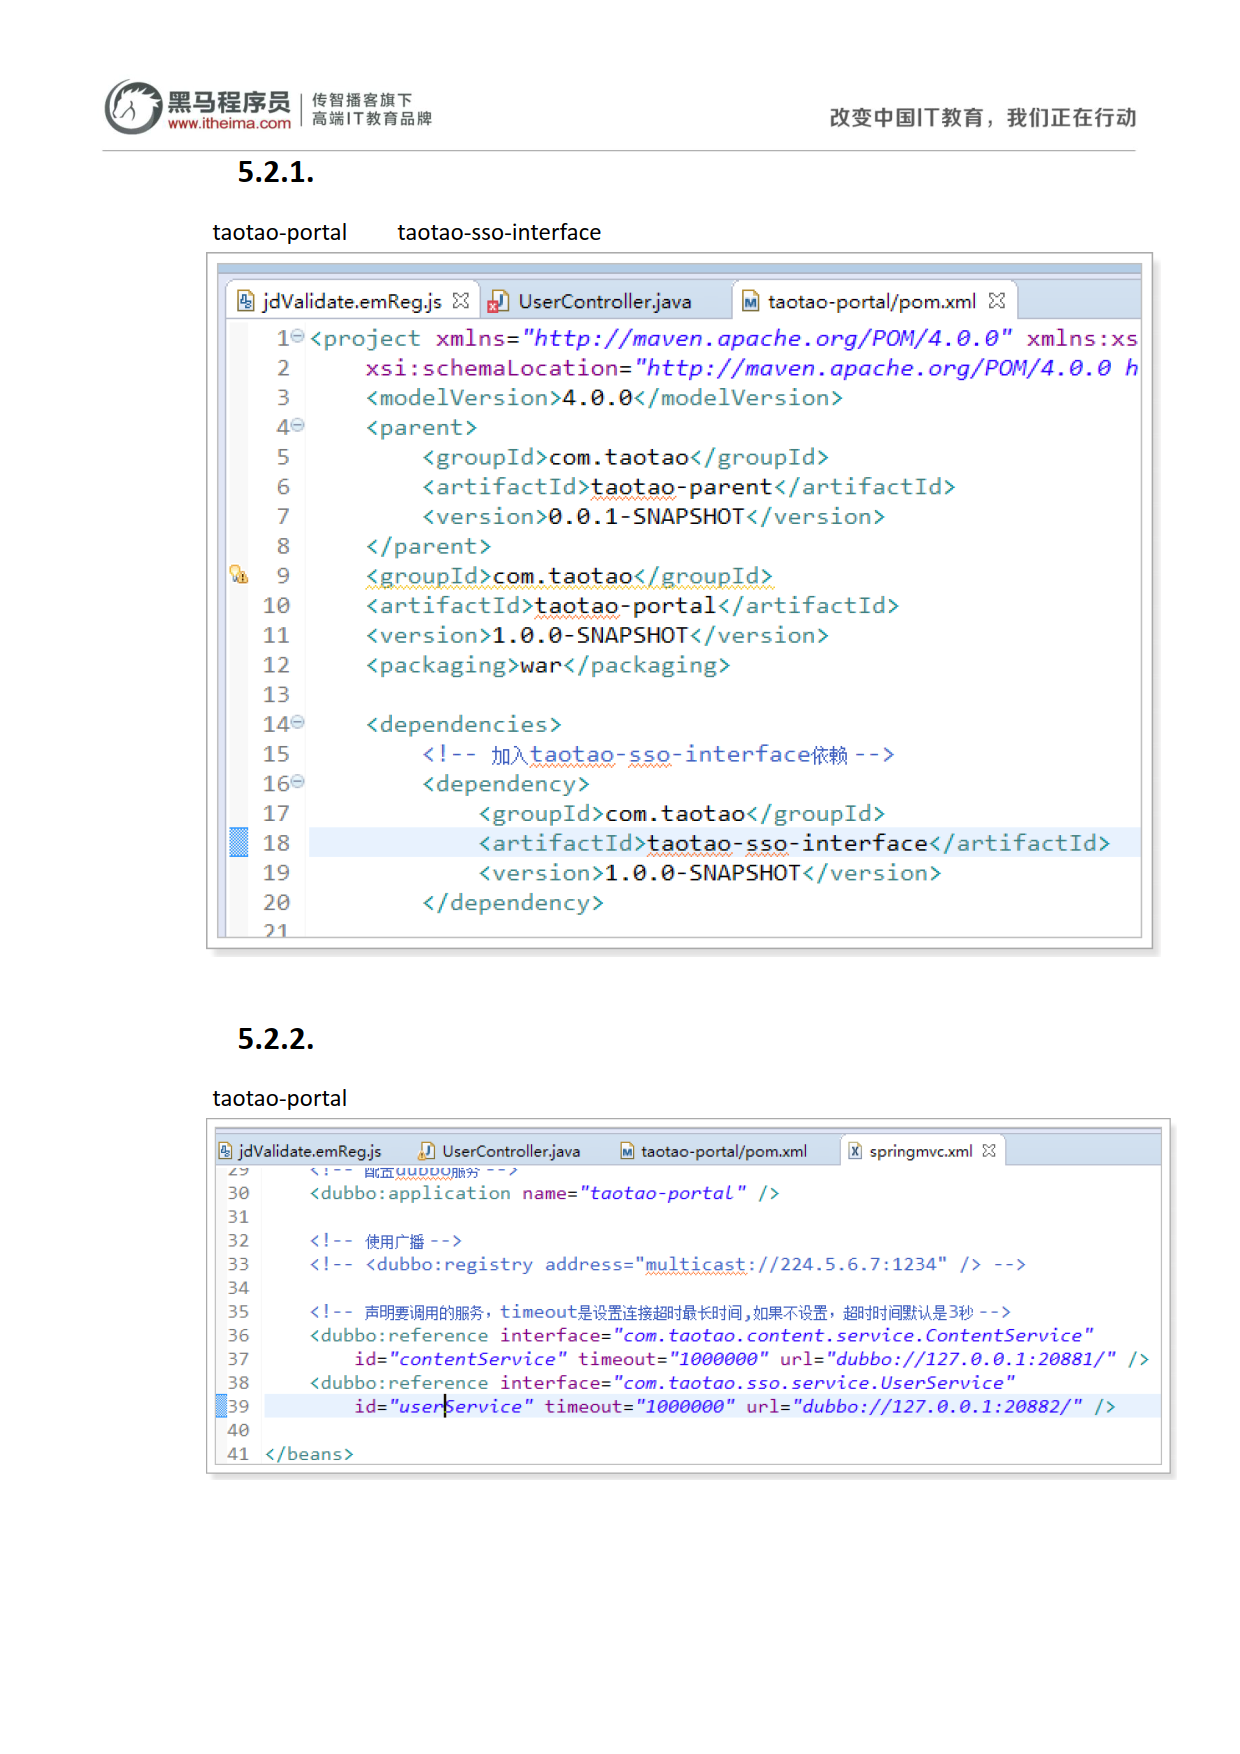 黑马程序员
www.itheima.com
传智播客旗下
高端IT教育品牌
改变中国IT教育，我们正在行动
5.2.1.
taotao-portal taotao-sso-interface
jdValidate.emReg.js UserController.java taotao-portal/pom.xml
1 <project xmlns="http://maven.apache.org/POM/4.0.0" xmlns:xs
2 xsi:schemaLocation="http://maven.apache.org/POM/4.0.0 h
3 <modelVersion>4.0.0</modelVersion>
4 <parent>
5 <groupId>com.taotao</groupId>
6 <artifactId>taotao-parent</artifactId>
7 <version>0.0.1-SNAPSHOT</version>
8 </parent>
9 <groupId>com.taotao</groupId>
10 <artifactId>taotao-portal</artifactId>
11 <version>1.0.0-SNAPSHOT</version>
12 <packaging>war</packaging>
13
14 <dependencies>
15 <!-- 加入taotao-sso-interface依赖 -->
16 <dependency>
17 <groupId>com.taotao</groupId>
18 <artifactId>taotao-sso-interface</artifactId>
19 <version>1.0.0-SNAPSHOT</version>
20 </dependency>
21
5.2.2.
taotao-portal
jdValidate.emReg.js UserController.java taotao-portal/pom.xml springmvc.xml
29 <!-- 配置dubbo服务 -->
30 <dubbo:application name="taotao-portal" />
31
32 <!-- 使用广播 -->
33 <!-- <dubbo:registry address="multicast://224.5.6.7:1234" /> -->
34
35 <!-- 声明要调用的服务，timeout是设置连接超时最长时间,如果不设置，超时时间默认是3秒 -->
36 <dubbo:reference interface="com.taotao.content.service.ContentService"
37 id="contentService" timeout="1000000" url="dubbo://127.0.0.1:20881/" />
38 <dubbo:reference interface="com.taotao.sso.service.UserService"
39 id="userService" timeout="1000000" url="dubbo://127.0.0.1:20882/" />
40
41 </beans>